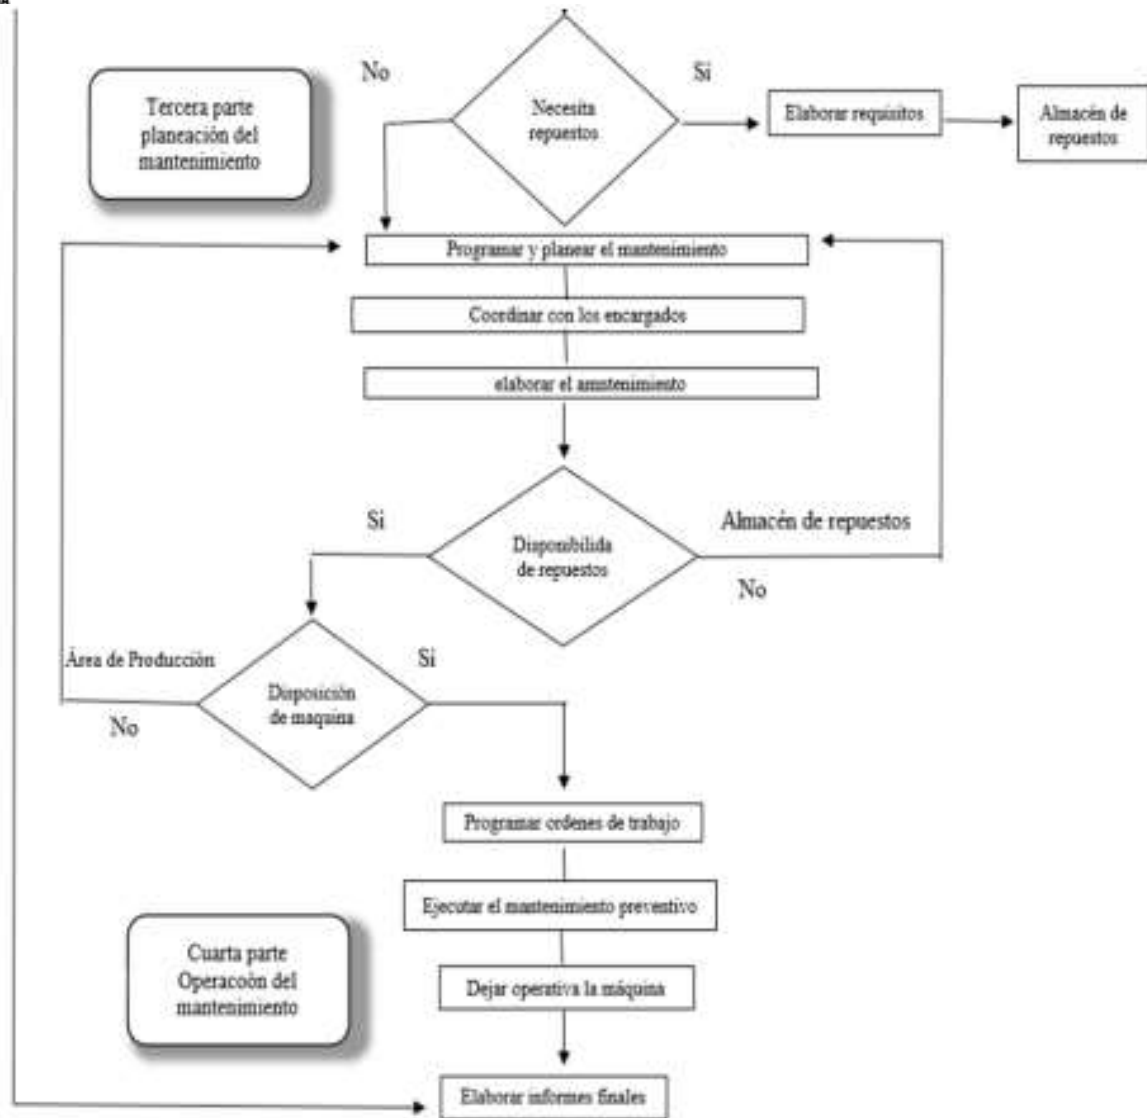 No
Si
Tercera parte
planeación del
mantenimiento
Necesita
repuestos
Elaborar requisitos
Almacén de
repuestos
Programar y planear el mantenimiento
Coordinar con los encargados
elaborar el amntenimiento
Si
Almacén de repuestos
Disponibilida
de repuestos
No
Área de Producción
Si
Disposición
de maquina
No
Programar ordenes de trabajo
Ejecutar el mantenimiento preventivo
Cuarta parte
Operacoòn del
mantenimiento
Dejar operativa la máquina
Elaborar informes finales